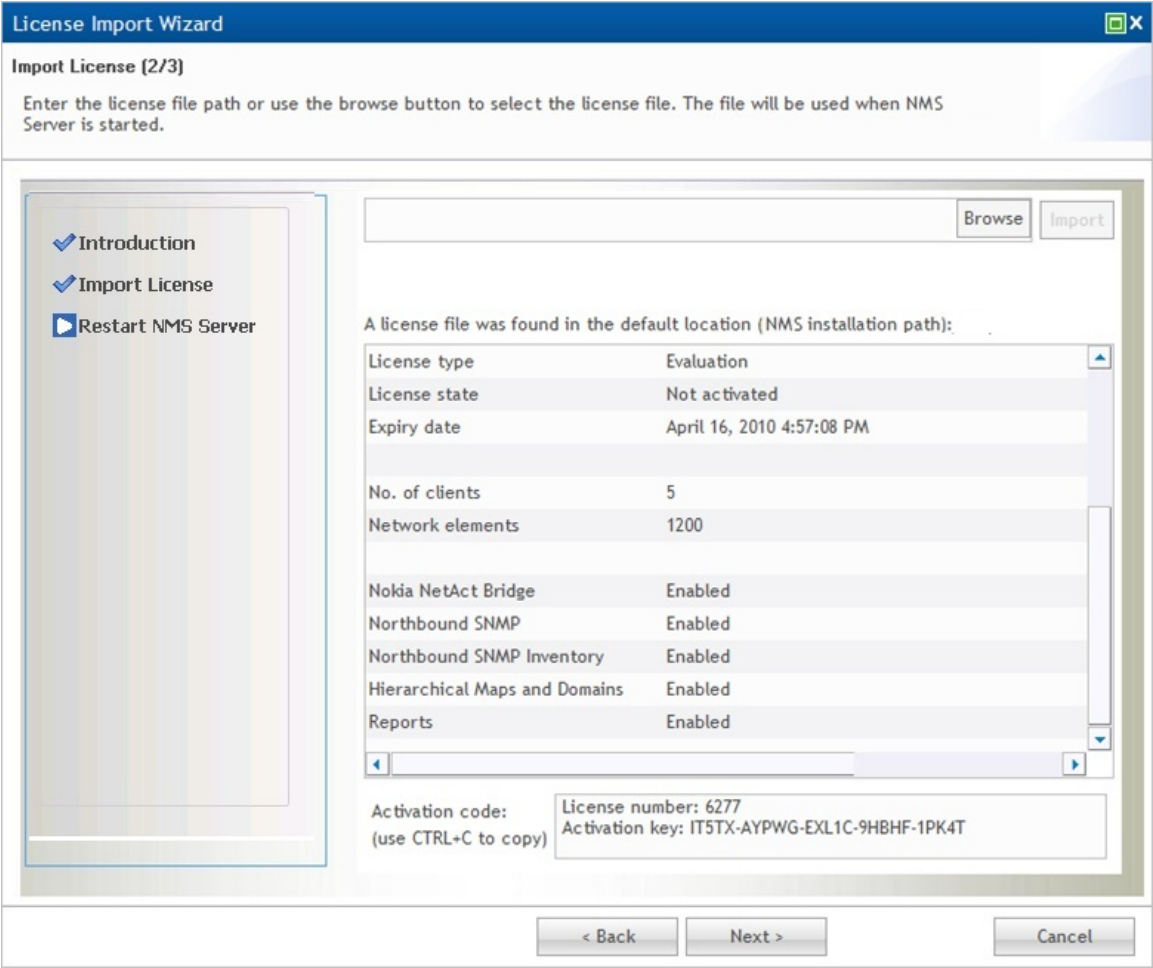 License Import Wizard
Import License (2/3)
Enter the license file path or use the browse button to select the license file. The file will be used when NMS
Server is started.
Introduction
Import License
Restart NMS Server
Browse
Import
A license file was found in the default location (NMS installation path):
License type Evaluation
License state Not activated
Expiry date April 16, 2010 4:57:08 PM
No. of clients 5
Network elements 1200
Nokia NetAct Bridge Enabled
Northbound SNMP Enabled
Northbound SNMP Inventory Enabled
Hierarchical Maps and Domains Enabled
Reports Enabled
Activation code:
(use CTRL+C to copy)
License number: 6277
Activation key: IT5TX-AYPWG-EXL1C-9HBHF-1PK4T
< Back
Next >
Cancel